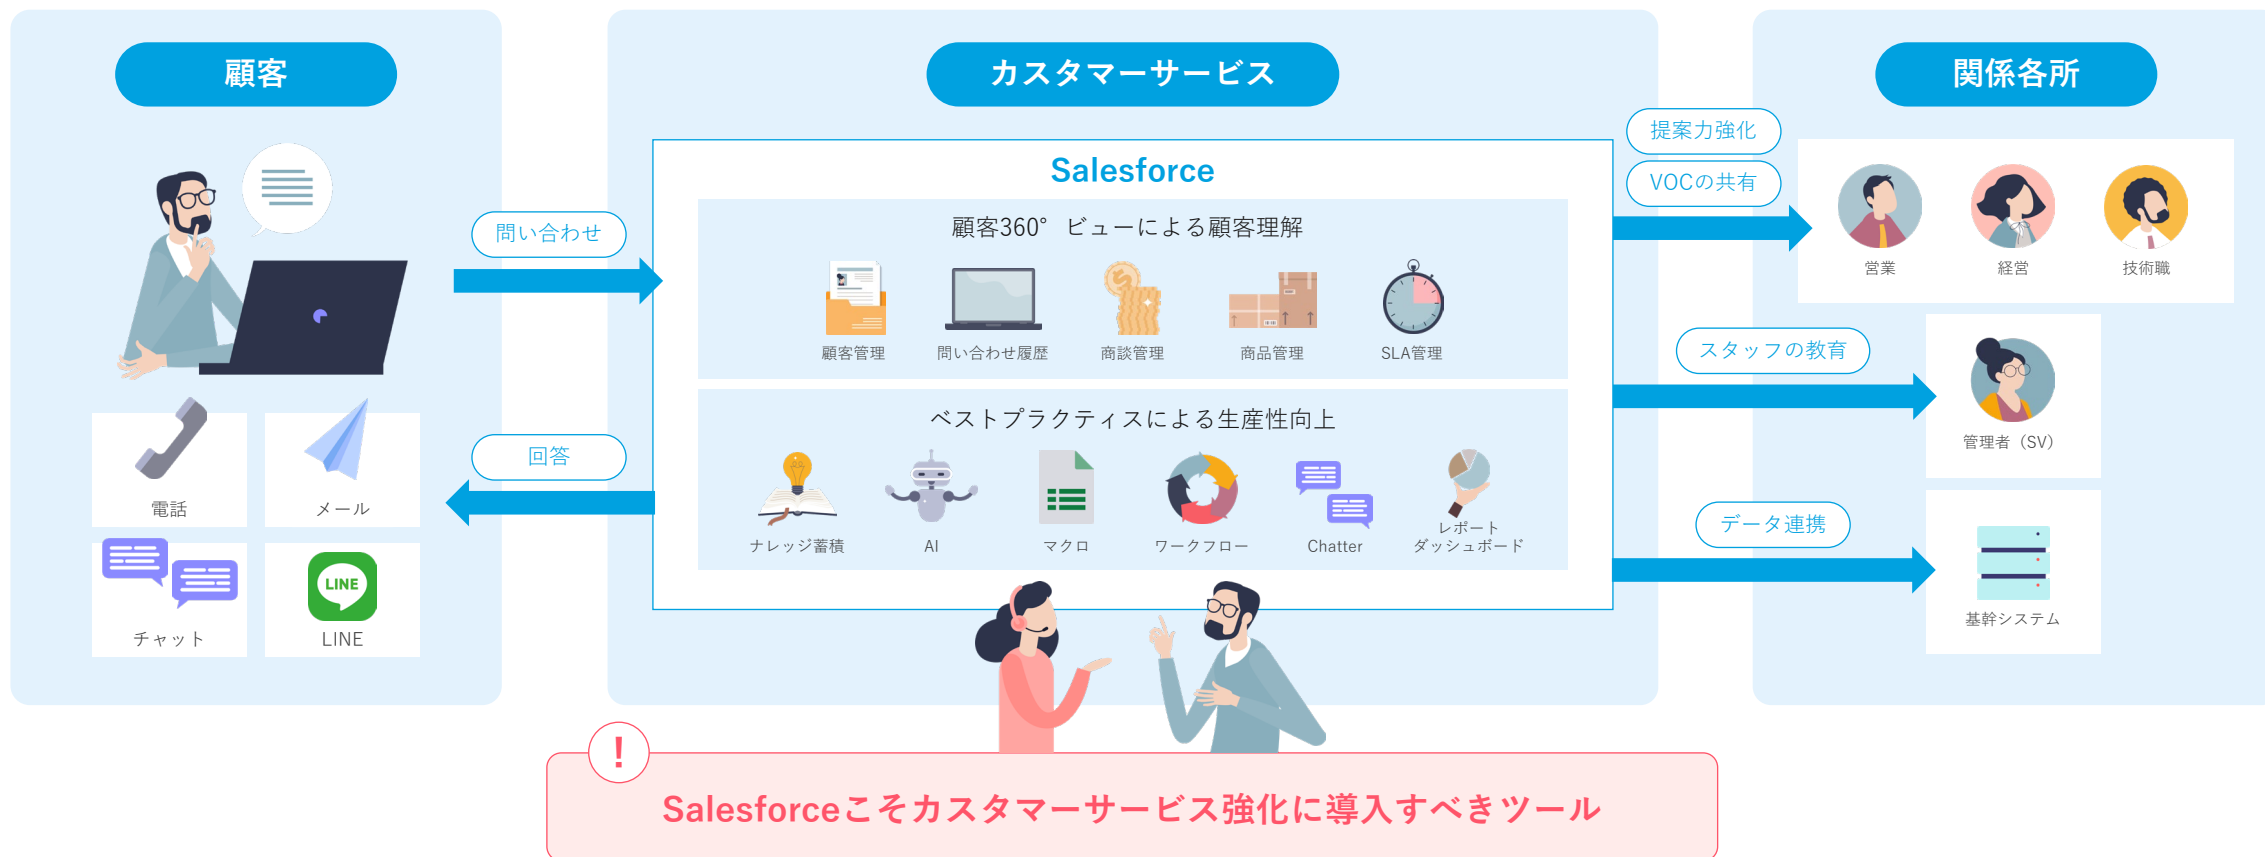 顧客
カスタマーサービス
関係各所
提案力強化
VOCの共有
Salesforce
顧客360°ビューによる顧客理解
問い合わせ
顧客管理
問い合わせ履歴
商談管理
商品管理
SLA管理
営業
経営
技術職
スタッフの教育
管理者（SV）
ベストプラクティスによる生産性向上
回答
ナレッジ蓄積
AI
マクロ
ワークフロー
Chatter
レポート
ダッシュボード
データ連携
基幹システム
電話
メール
チャット
LINE
LINE
!
Salesforceこそカスタマーサービス強化に導入すべきツール